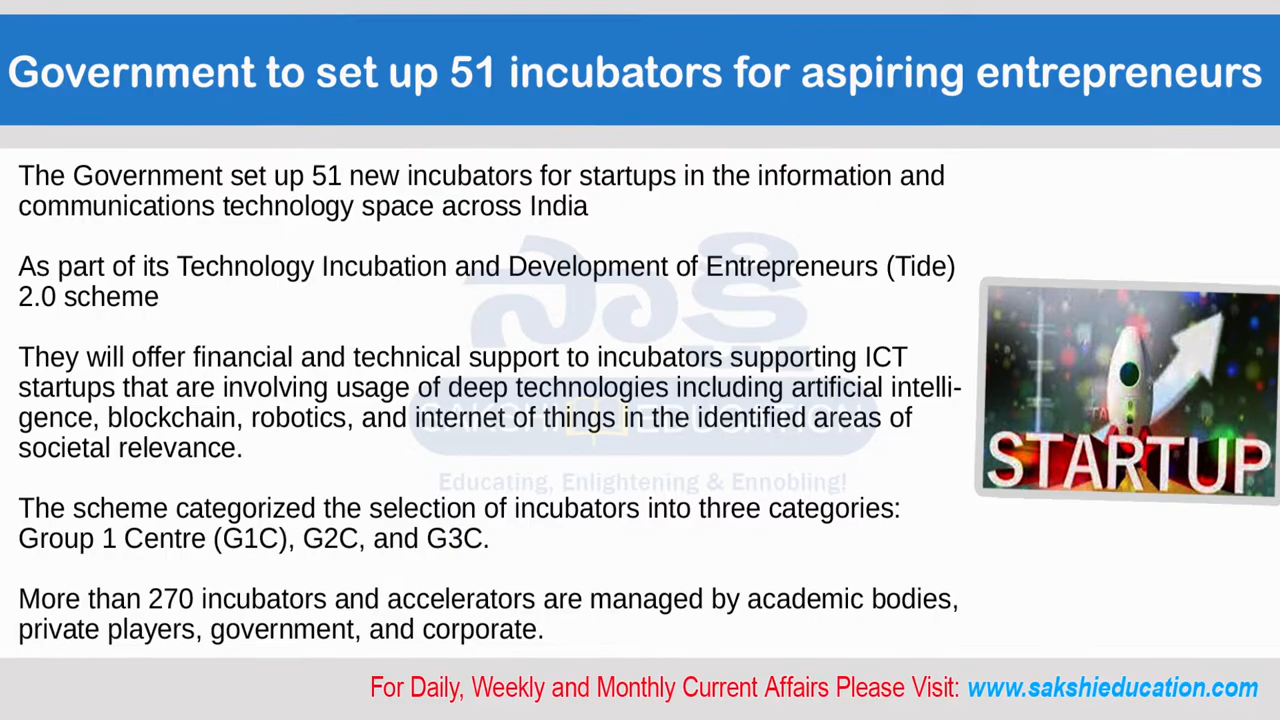 Government to set up 51 incubators for aspiring entrepreneurs
The Government set up 51 new incubators for startups in the information and
communications technology space across India
As part of its Technology Incubation and Development of Entrepreneurs (Tide)
2.0 scheme
They will offer financial and technical support to incubators supporting ICT
startups that are involving usage of deep technologies including artificial intelli-
gence, blockchain, robotics, and internet of things in the identified areas of
societal relevance.
The scheme categorized the selection of incubators into three categories:
Group 1 Centre (G1C), G2C, and G3C.
More than 270 incubators and accelerators are managed by academic bodies,
private players, government, and corporate.
సాక్షి
SAKSHI EDUCATION
Educating, Enlightening & Ennobling!
STARTUP
For Daily, Weekly and Monthly Current Affairs Please Visit: www.sakshieducation.com